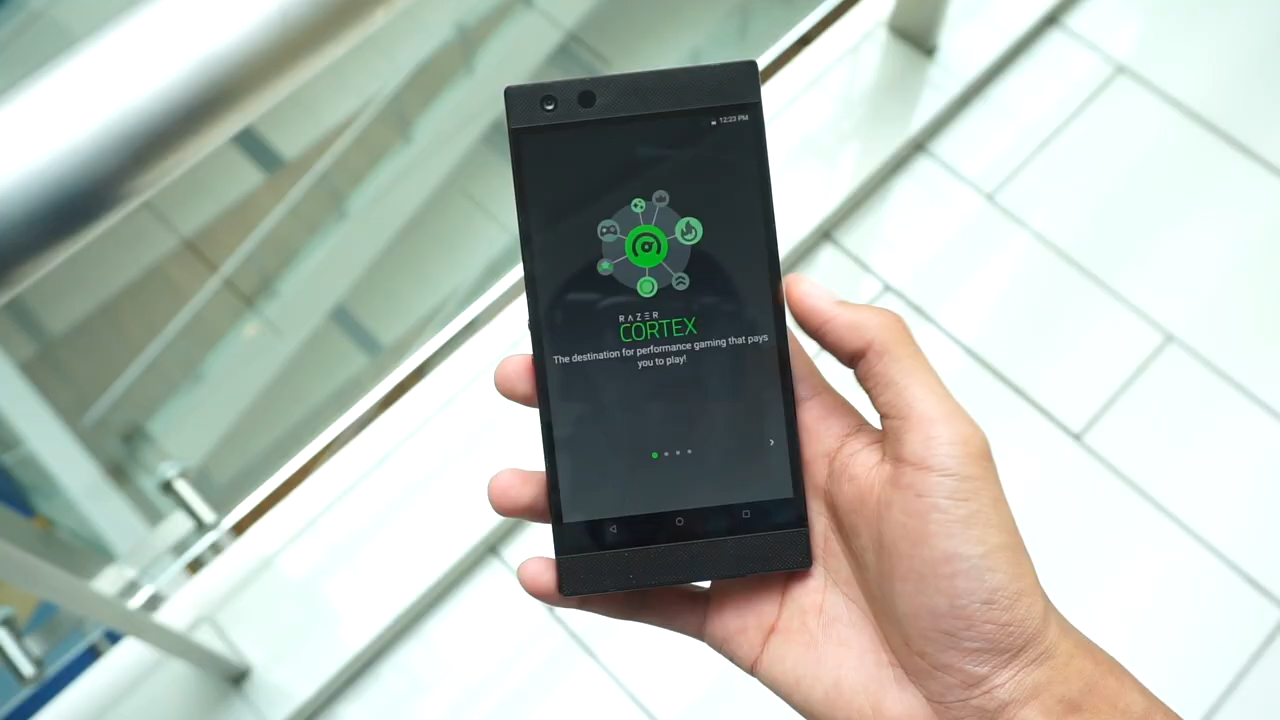 12:23 PM
RAZER
CORTEX
The destination for performance gaming that pays
you to play!